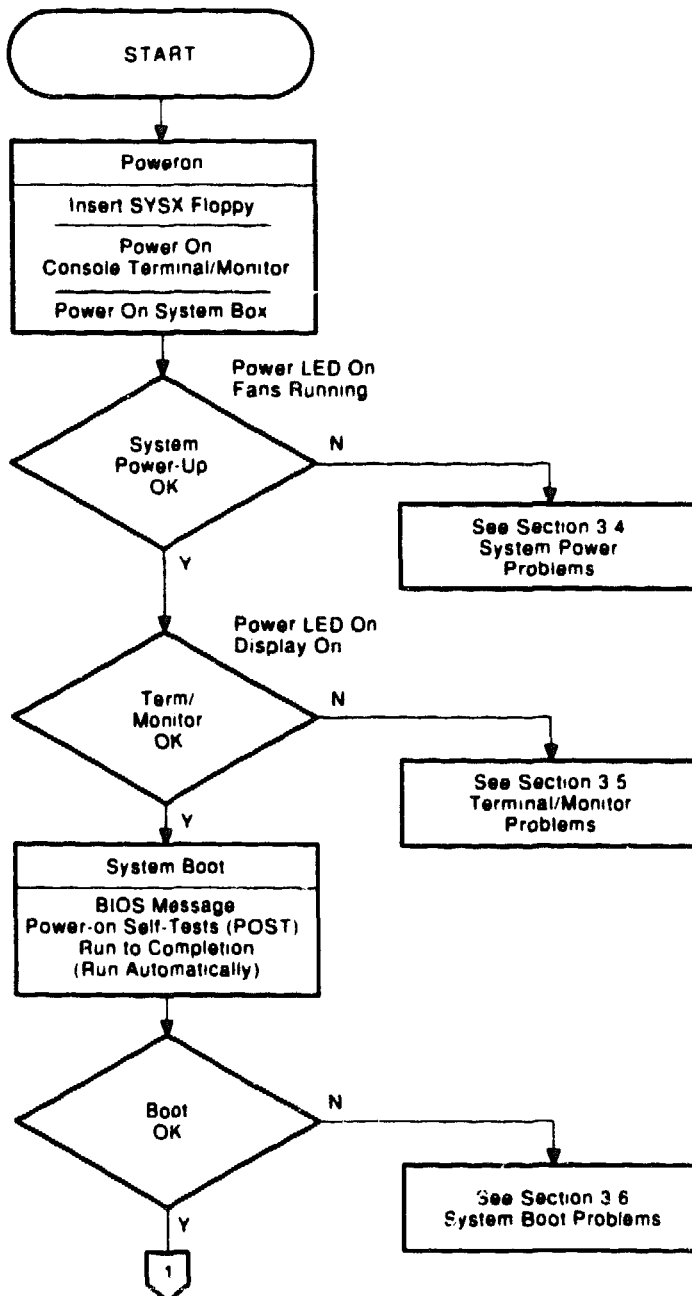 START
Poweron
Insert SYSX Floppy
Power On
Console Terminal/Monitor
Power On System Box
Power LED On
Fans Running
System
Power-Up
OK
N
See Section 3 4
System Power
Problems
Y
Power LED On
Display On
Term/
Monitor
OK
N
See Section 3 5
Terminal/Monitor
Problems
Y
System Boot
BIOS Message
Power-on Self-Tests (POST)
Run to Completion
(Run Automatically)
Boot
OK
N
See Section 3 6
System Boot Problems
Y
1